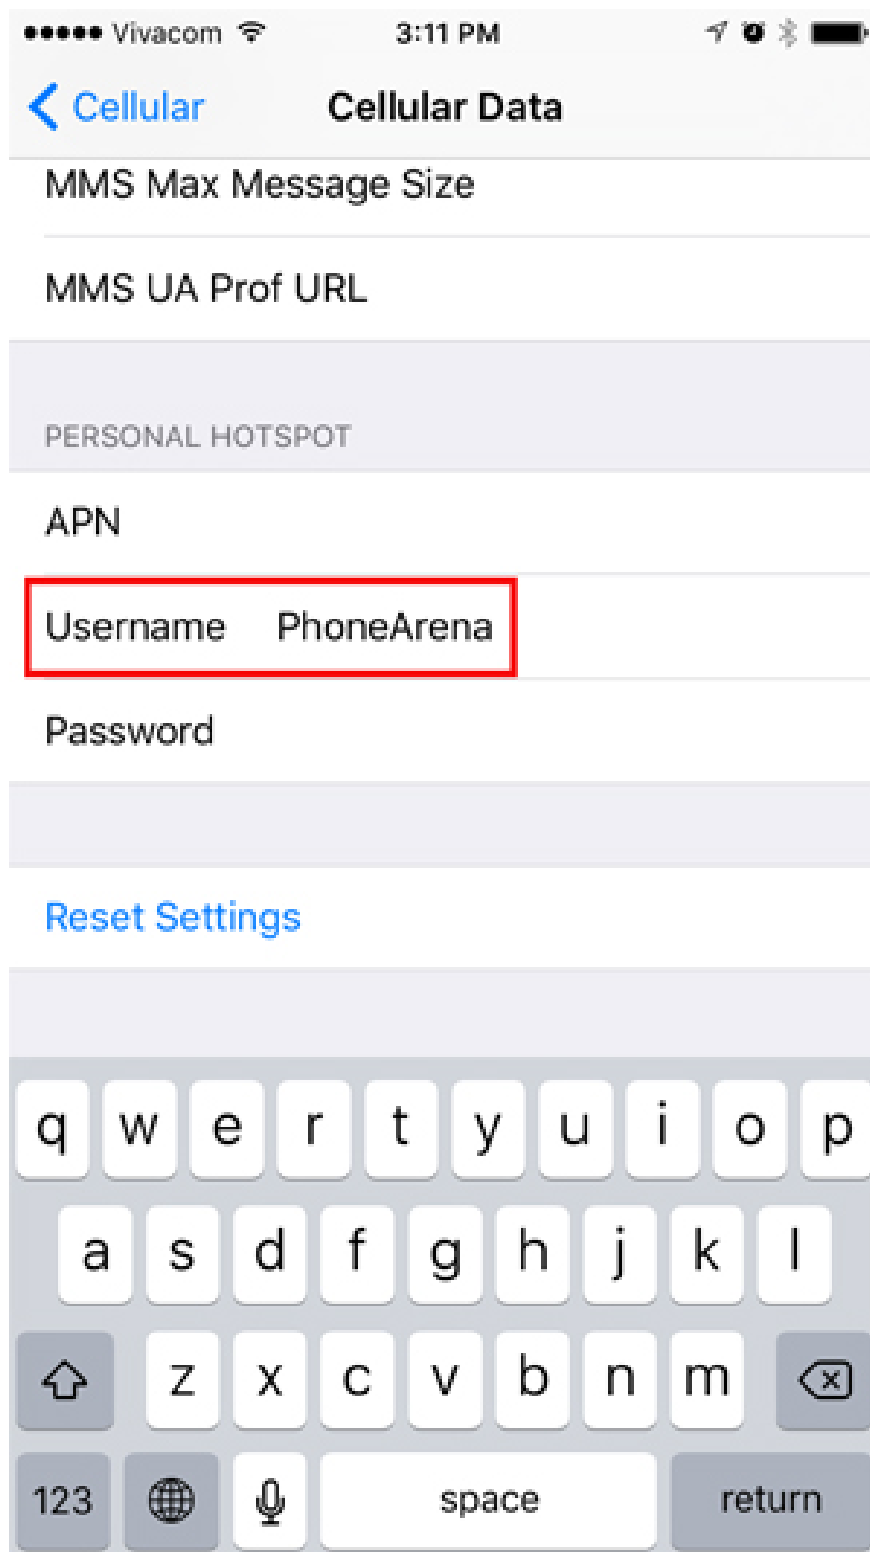 Vivacom 3:11 PM
Cellular Cellular Data
MMS Max Message Size
MMS UA Prof URL
PERSONAL HOTSPOT
APN
Username PhoneArena
Password
Reset Settings
q w e r t y u i o p
a s d f g h j k l
z x c v b n m
123 space return